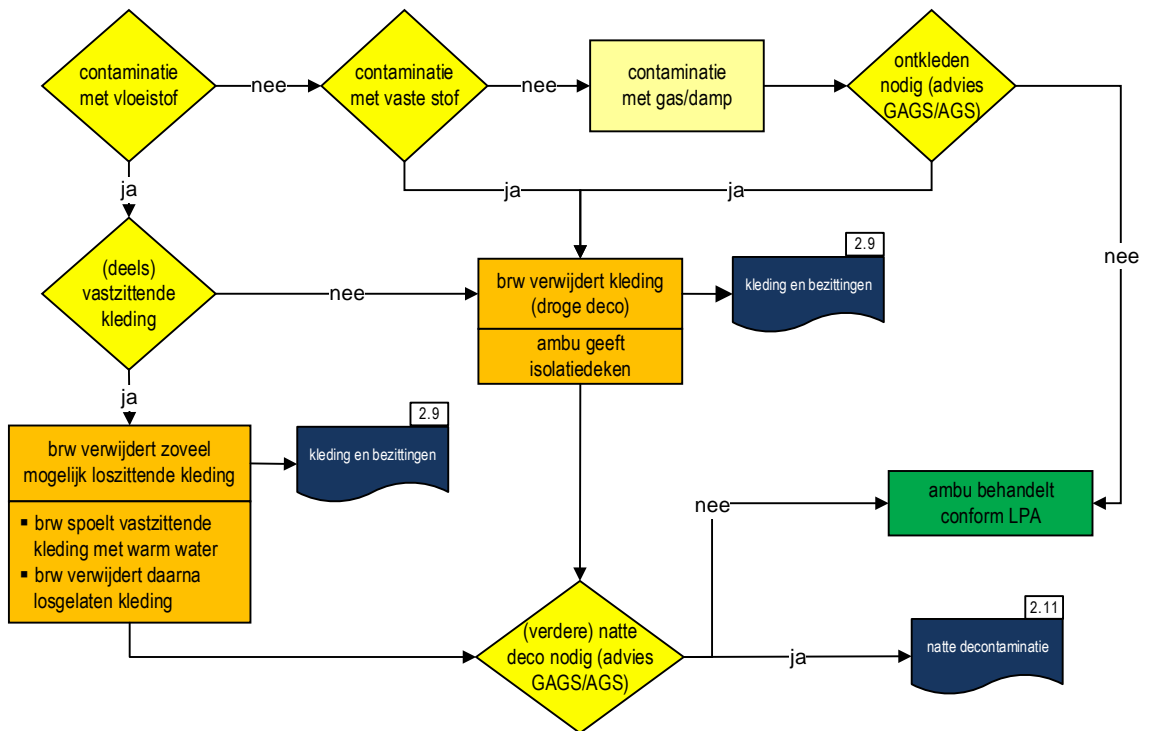 contaminatie
met vloeistof
nee
contaminatie
met vaste stof
nee
contaminatie
met gas/damp
ontkleden
nodig (advies
GAGS/AGS)
ja
ja
ja
nee
(deels)
vastzittende
kleding
nee
brw verwijdert kleding
(droge deco)
ambu geeft
isolatiedeken
2.9
kleding en bezittingen
ja
brw verwijdert zoveel
mogelijk loszittende kleding
▪ brw spoelt vastzittende
kleding met warm water
▪ brw verwijdert daarna
losgelaten kleding
2.9
kleding en bezittingen
nee
ambu behandelt
conform LPA
(verdere) natte
deco nodig (advies
GAGS/AGS)
ja
2.11
natte decontaminatie